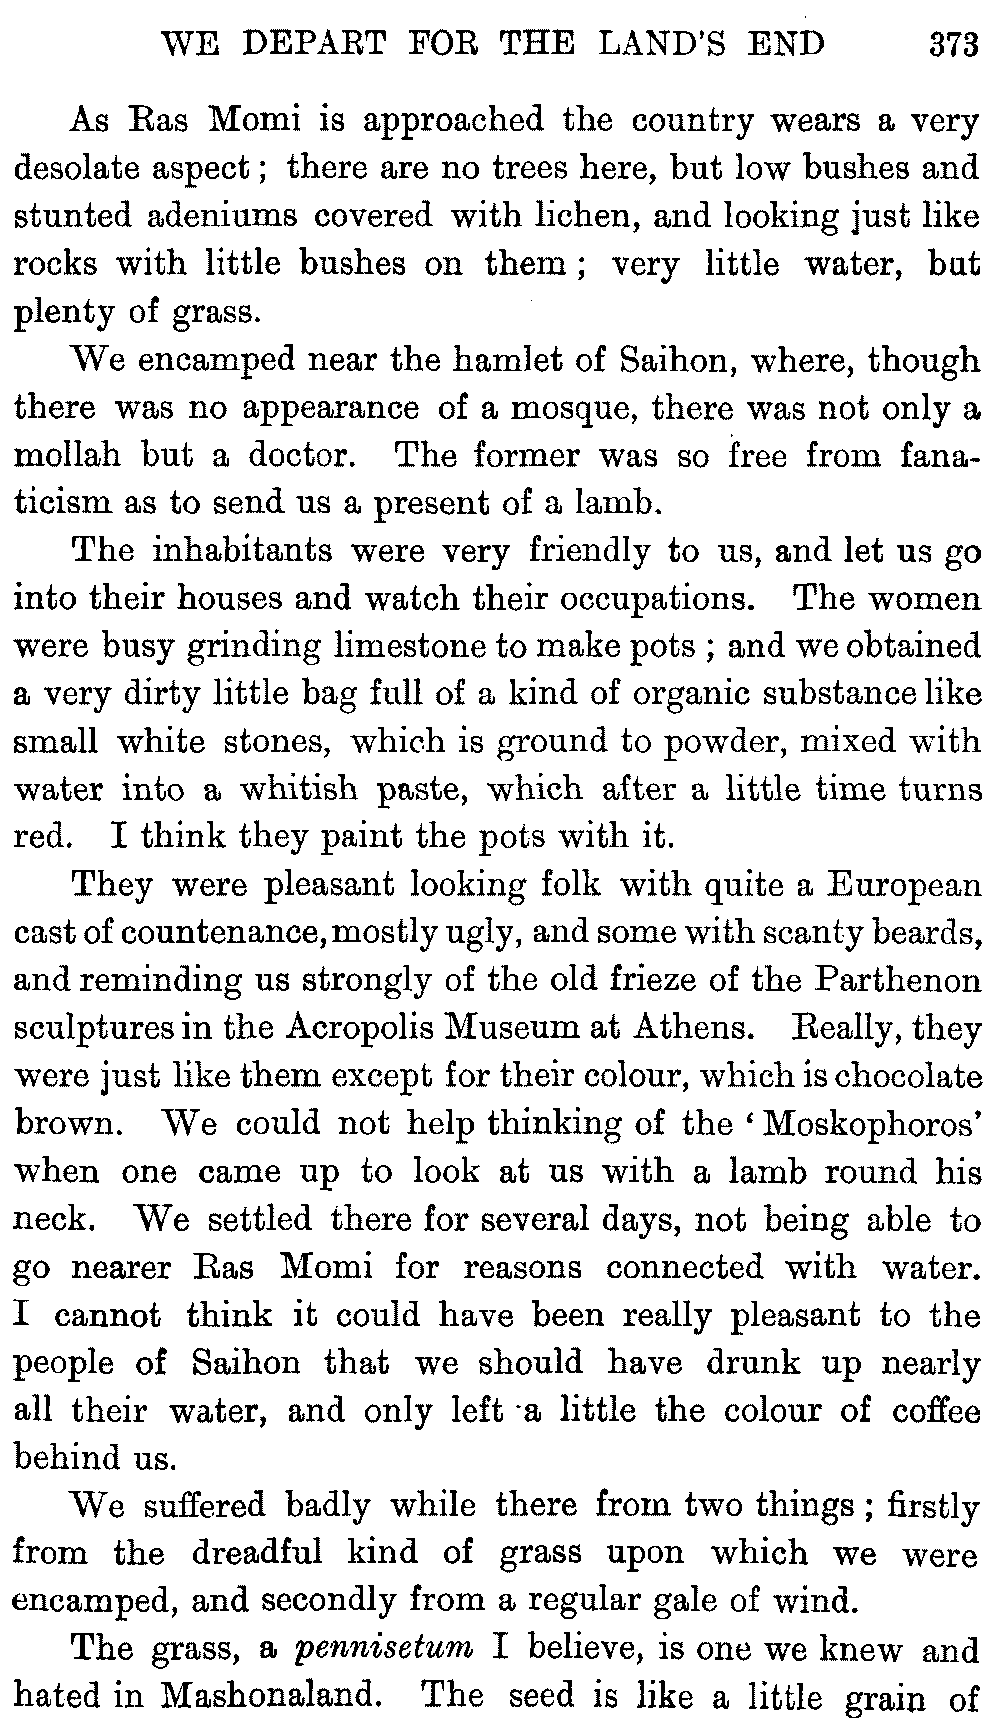 WE DEPART FOR THE LAND'S END 373
As Ras Momi is approached the country wears a very
desolate aspect; there are no trees here, but low bushes and
stunted adeniums covered with lichen, and looking just like
rocks with little bushes on them; very little water, but
plenty of grass.
We encamped near the hamlet of Saihon, where, though
there was no appearance of a mosque, there was not only a
mollah but a doctor. The former was so free from fana-
ticism as to send us a present of a lamb.
The inhabitants were very friendly to us, and let us go
into their houses and watch their occupations. The women
were busy grinding limestone to make pots; and we obtained
a very dirty little bag full of a kind of organic substance like
small white stones, which is ground to powder, mixed with
water into a whitish paste, which after a little time turns
red. I think they paint the pots with it.
They were pleasant looking folk with quite a European
cast of countenance, mostly ugly, and some with scanty beards,
and reminding us strongly of the old frieze of the Parthenon
sculptures in the Acropolis Museum at Athens. Really, they
were just like them except for their colour, which is chocolate
brown. We could not help thinking of the 'Moskophoros'
when one came up to look at us with a lamb round his
neck. We settled there for several days, not being able to
go nearer Ras Momi for reasons connected with water.
I cannot think it could have been really pleasant to the
people of Saihon that we should have drunk up nearly
all their water, and only left a little the colour of coffee
behind us.
We suffered badly while there from two things; firstly
from the dreadful kind of grass upon which we were
encamped, and secondly from a regular gale of wind.
The grass, a pennisetum I believe, is one we knew and
hated in Mashonaland. The seed is like a little grain of